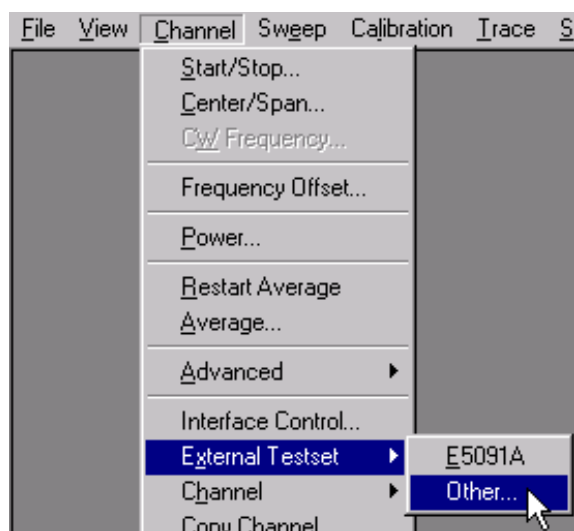 File View Channel Sweep Calibration Trace S
Start/Stop...
Center/Span...
CW Frequency...
Frequency Offset...
Power...
Restart Average
Average...
Advanced
Interface Control...
External Testset
E5091A
Channel
Other...
Copy Channel